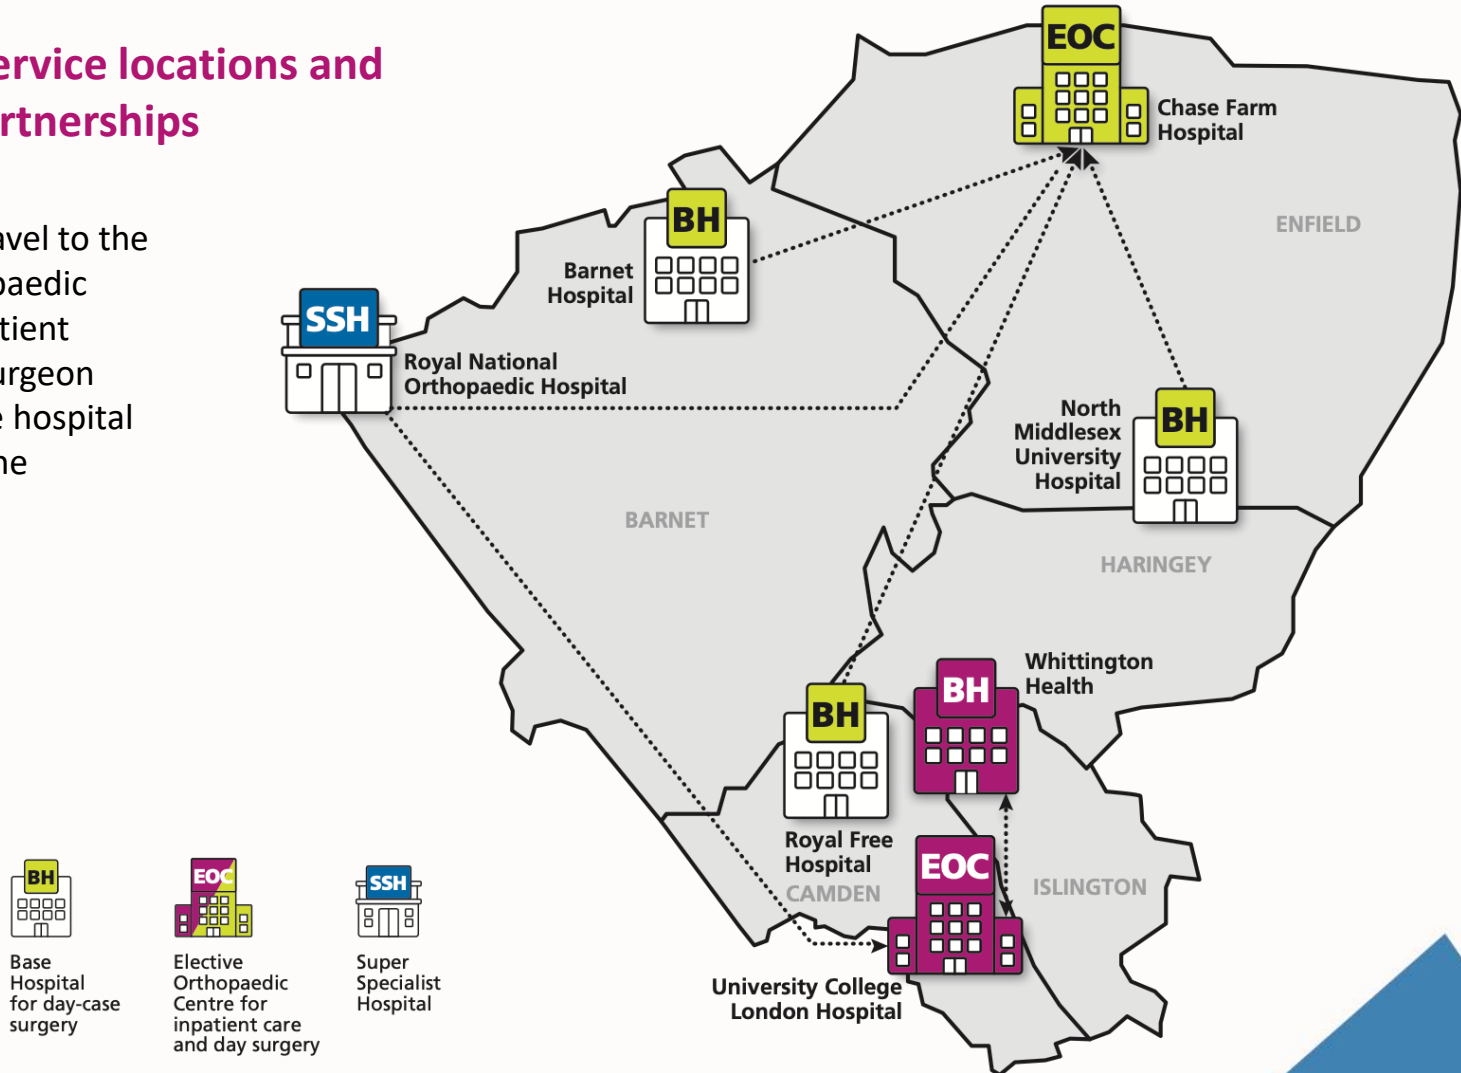 ervice locations and
rtnerships
avel to the
paedic
tient
urgeon
e hospital
ne
EOC
Chase Farm
Hospital
ENFIELD
BH
Barnet
Hospital
SSH
Royal National
Orthopaedic Hospital
BH
North
Middlesex
University
Hospital
BARNET
HARINGEY
BH
Whittington
Health
BH
Royal Free
Hospital
CAMDEN
EOC
ISLINGTON
University College
London Hospital
BH
Base
Hospital
for day-case
surgery
EOC
Elective
Orthopaedic
Centre for
inpatient care
and day surgery
SSH
Super
Specialist
Hospital